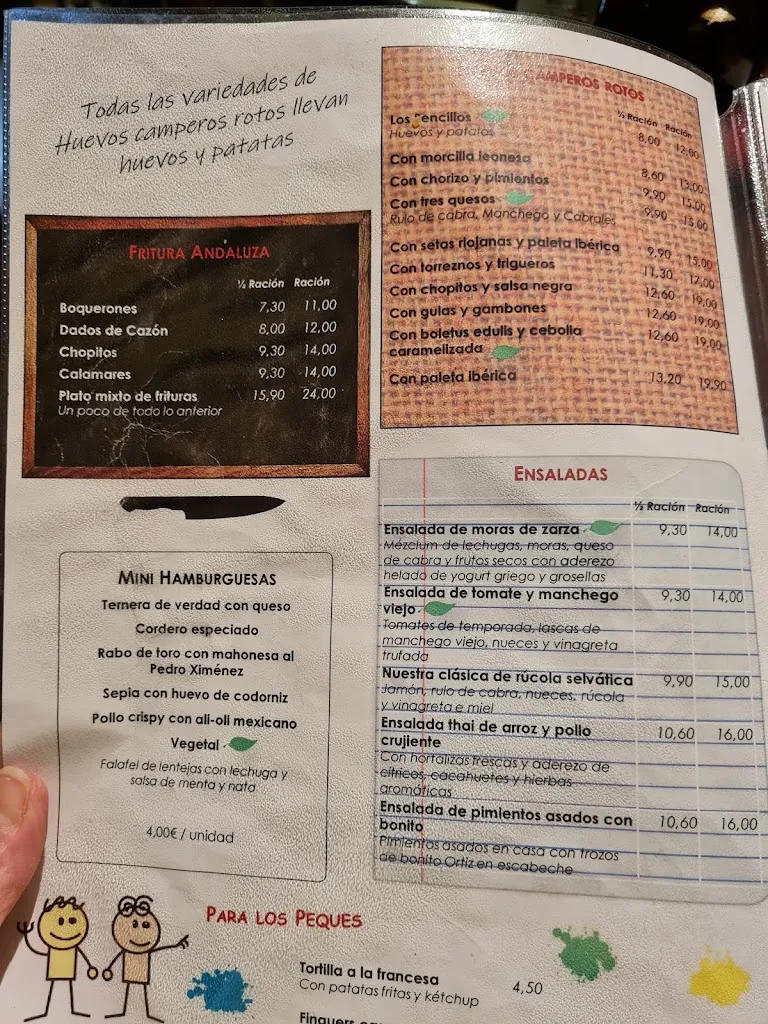 Todas las variedades de
Huevos camperos rotos llevan
huevos y patatas
FRITURA ANDALUZA
½ Ración Ración
Boquerones 7,30 11,00
Dados de Cazón 8,00 12,00
Chopitos 9,30 14,00
Calamares 9,30 14,00
Plato mixto de frituras 15,90 24,00
Un poco de todo lo anterior
MINI HAMBURGUESAS
Ternera de verdad con queso
Cordero especiado
Rabo de toro con mahonesa al
Pedro Ximénez
Sepia con huevo de codorniz
Pollo crispy con ali-oli mexicano
Vegetal
Falafel de lentejas con lechuga y
salsa de menta y nata
4,00€ / unidad
CAMPEROS ROTOS
½ Ración Ración
Los Sencillos 8,00 12,00
Huevos y patatas
Con morcilla leonesa 8,60 13,00
Con chorizo y pimientos 9,90 15,00
Con tres quesos 9,90 15,00
Rulo de cabra, Manchego y Cabrales
Con setas riojanas y paleta ibérica 9,90 15,00
Con torreznos y trigueros 11,30 17,00
Con chopitos y salsa negra 12,60 19,00
Con gulas y gambones 12,60 19,00
Con boletus edulis y cebolla 12,60 19,00
caramelizada
Con paleta ibérica 13,20 19,90
ENSALADAS
½ Ración Ración
Ensalada de moras de zarza 9,30 14,00
Mézclum de lechugas, moras, queso
de cabra y frutos secos con aderezo
helado de yogurt griego y grosellas
Ensalada de tomate y manchego 9,30 14,00
viejo
Tomates de temporada, lascas de
manchego viejo, nueces y vinagreta
trufada
Nuestra clásica de rúcola selvática 9,90 15,00
Jamón, rulo de cabra, nueces, rúcola
y vinagreta e miel
Ensalada thai de arroz y pollo 10,60 16,00
crujiente
Con hortalizas frescas y aderezo de
cítricos, cacahuetes y hierbas
aromáticas
Ensalada de pimientos asados con 10,60 16,00
bonito
Pimientos asados en casa con trozos
de bonito Ortiz en escabeche
PARA LOS PEQUES
Tortilla a la francesa 4,50
Con patatas fritas y kétchup